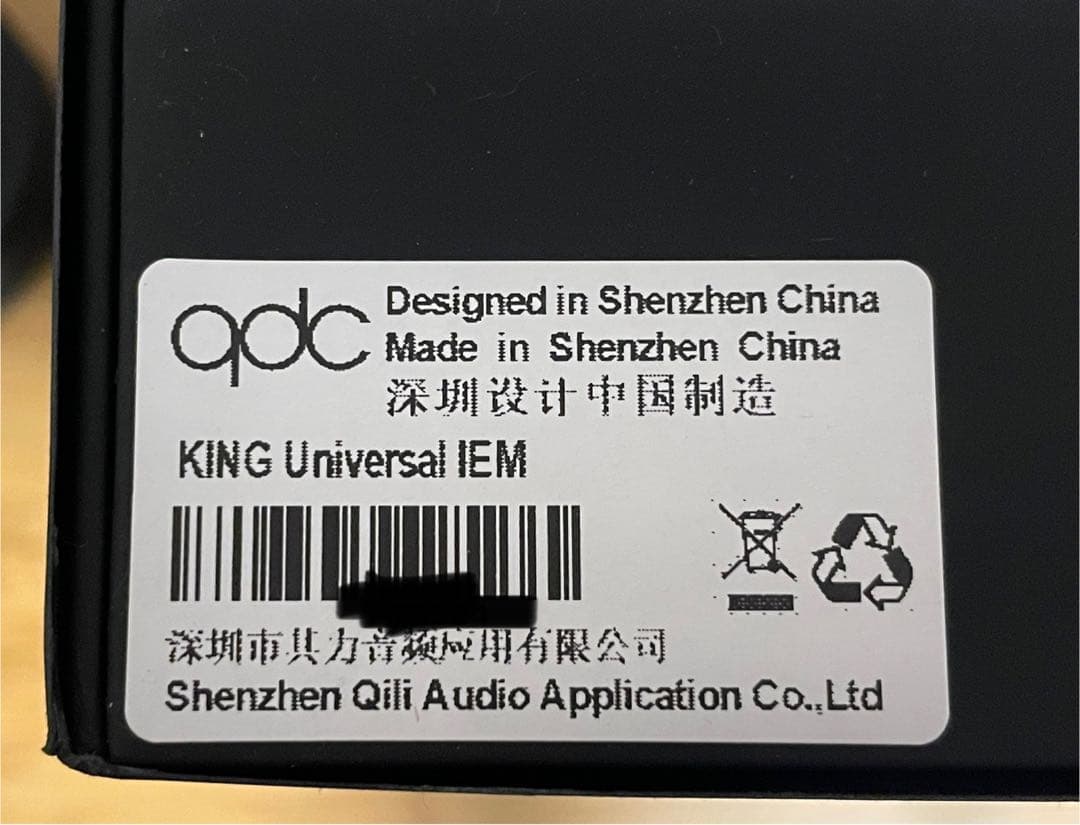 qdc
Designed in Shenzhen China
Made in Shenzhen China
深圳设计中国制造
KING Universal IEM
深圳市其力音频应用有限公司
Shenzhen Qili Audio Application Co.,Ltd